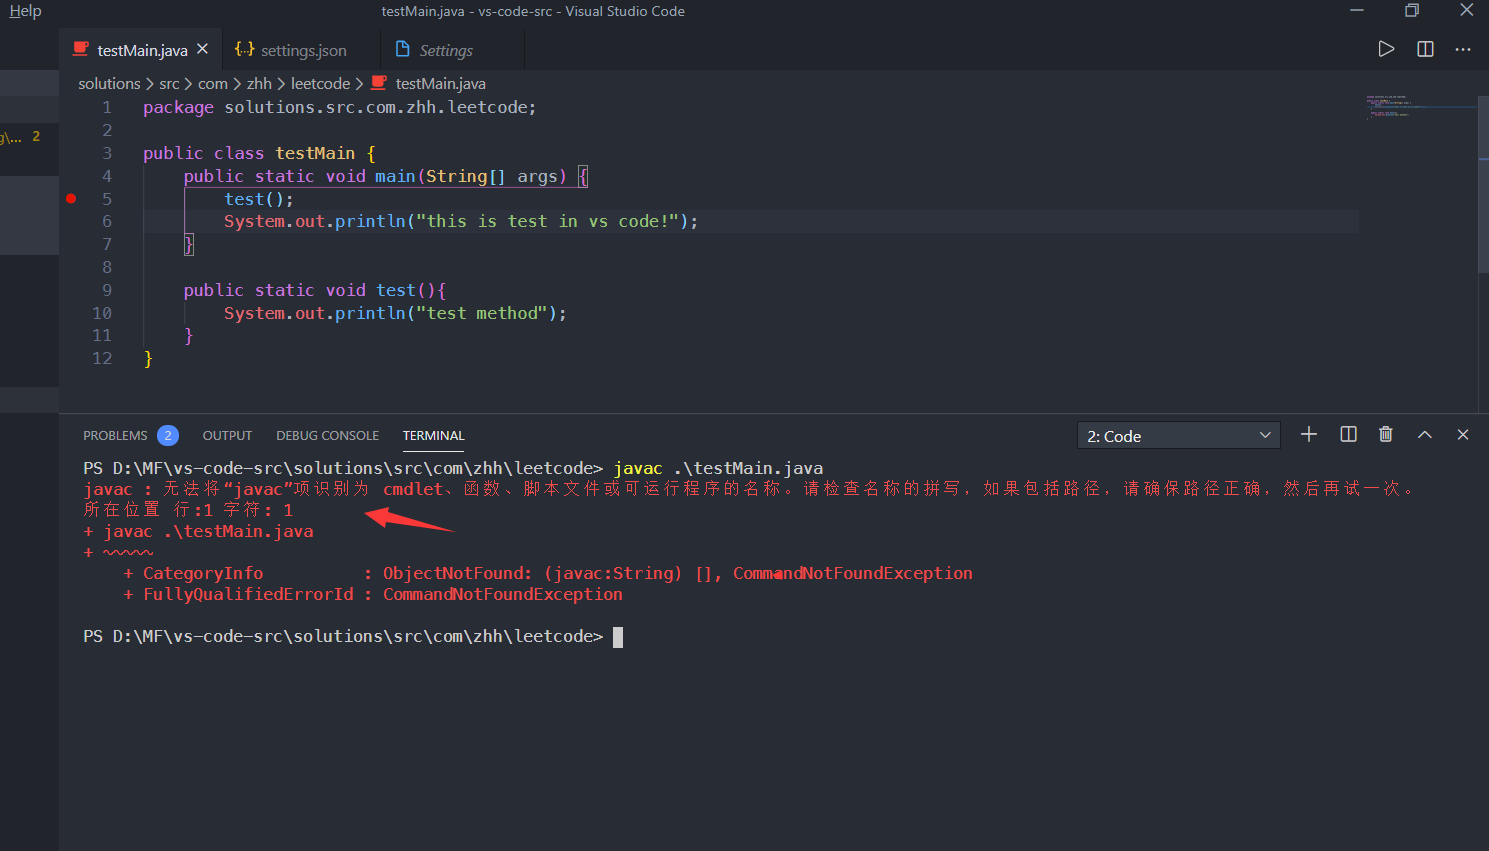 Help
testMain.java - vs-code-src - Visual Studio Code
testMain.java
settings.json
Settings
solutions > src > com > zhh > leetcode > testMain.java
g\... 2
1 package solutions.src.com.zhh.leetcode;
2
3 public class testMain {
4 public static void main(String[] args) {
5 test();
6 System.out.println("this is test in vs code!");
7 }
8
9 public static void test(){
10 System.out.println("test method");
11 }
12 }
PROBLEMS 2 OUTPUT DEBUG CONSOLE TERMINAL 2: Code
PS D:\MF\vs-code-src\solutions\src\com\zhh\leetcode> javac .\testMain.java
javac : 无法将“javac”项识别为 cmdlet、函数、脚本文件或可运行程序的名称。请检查名称的拼写，如果包括路径，请确保路径正确，然后再试一次。
所在位置 行:1 字符: 1
+ javac .\testMain.java
+ ~~~~~
+ CategoryInfo : ObjectNotFound: (javac:String) [], CommandNotFoundException
+ FullyQualifiedErrorId : CommandNotFoundException
PS D:\MF\vs-code-src\solutions\src\com\zhh\leetcode>